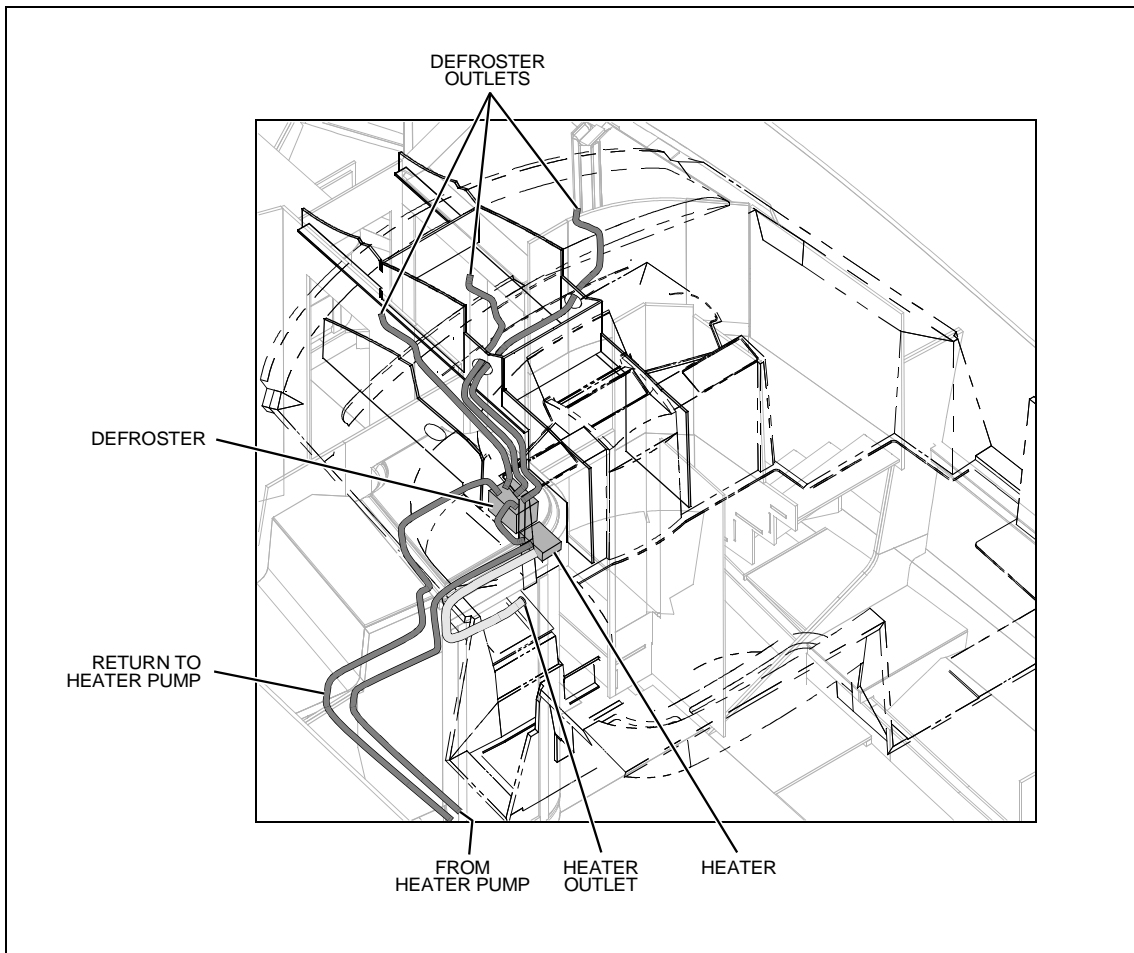 DEFROSTER
OUTLETS
DEFROSTER
RETURN TO
HEATER PUMP
FROM
HEATER PUMP
HEATER
OUTLET
HEATER